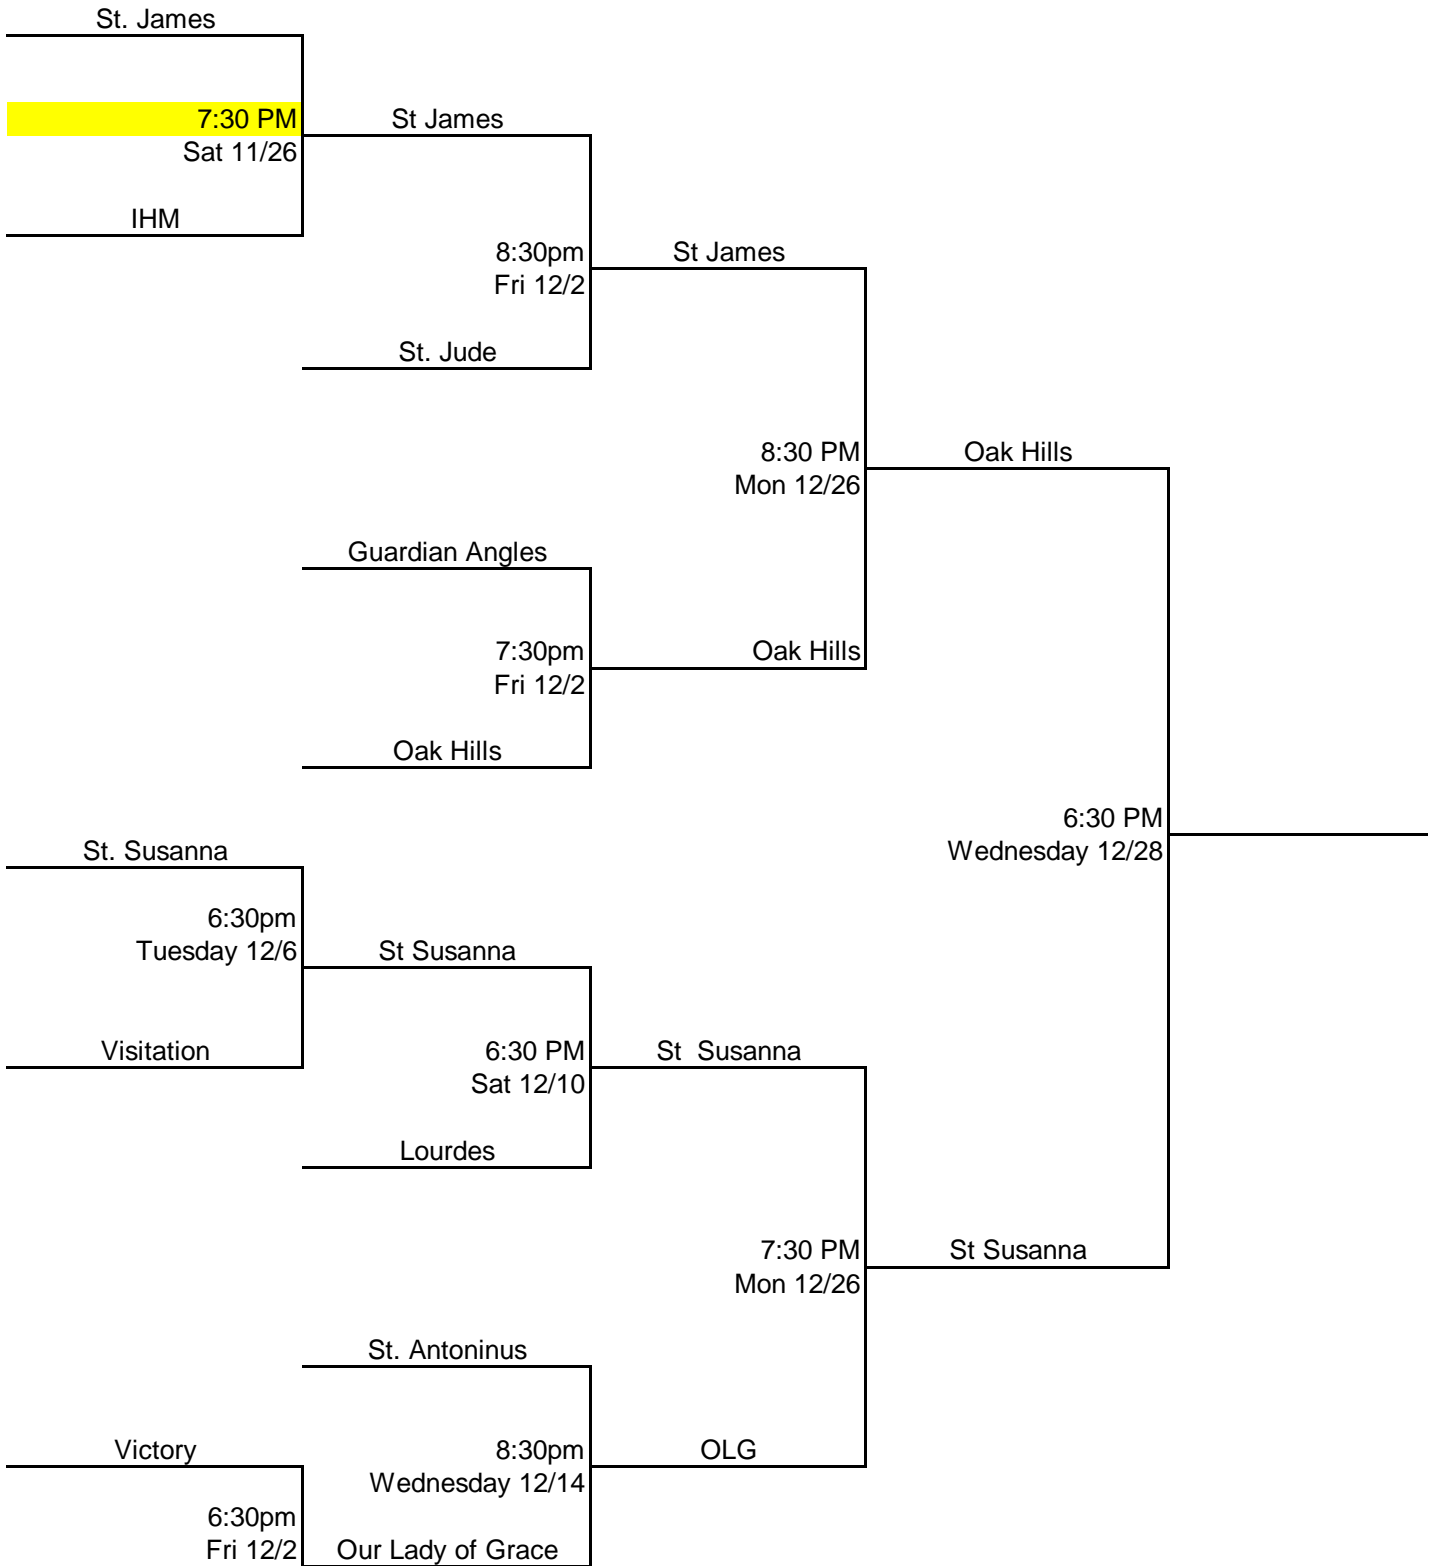 St. James
7:30 PM
St James
Sat 11/26
IHM
8:30pm
St James
Fri 12/2
St. Jude
8:30 PM
Oak Hills
Mon 12/26
Guardian Angles
7:30pm
Oak Hills
Fri 12/2
Oak Hills
6:30 PM
St. Susanna
Wednesday 12/28
6:30pm
Tuesday 12/6
St Susanna
Visitation
6:30 PM
St  Susanna
Sat 12/10
Lourdes
7:30 PM
St Susanna
Mon 12/26
St. Antoninus
Victory
8:30pm
OLG
Wednesday 12/14
6:30pm
Fri 12/2
Our Lady of Grace